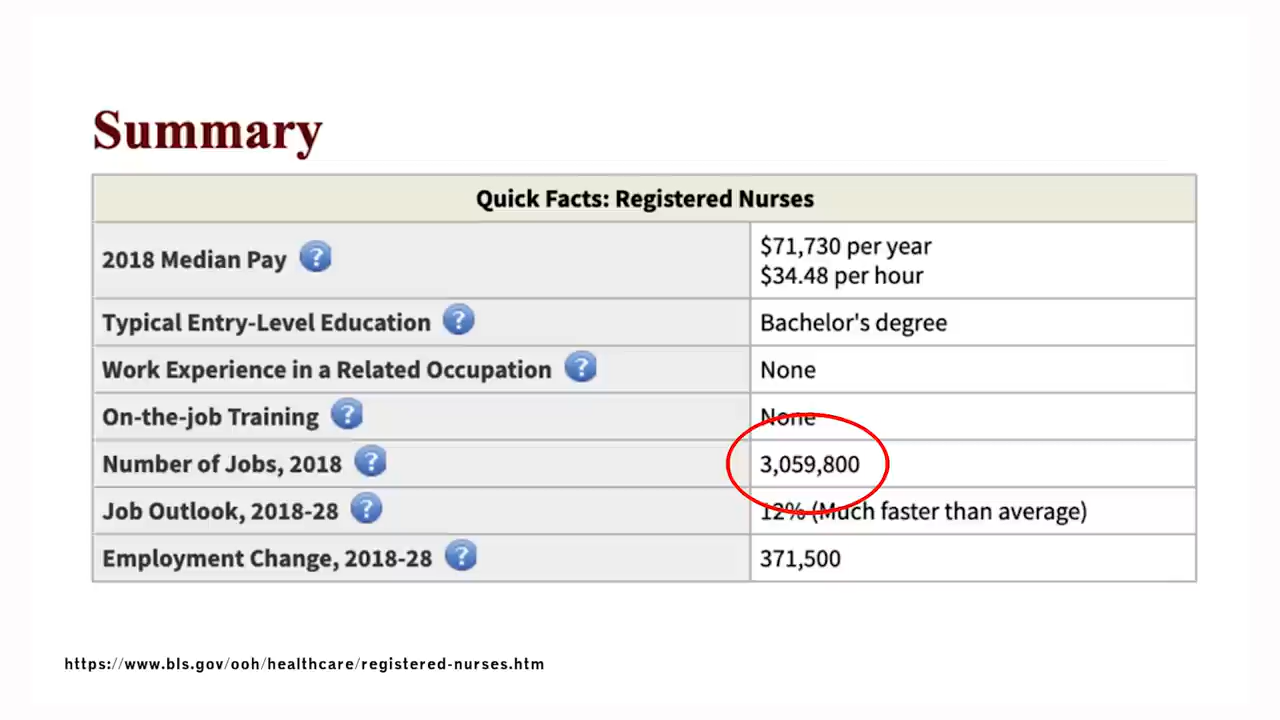 Summary
Quick Facts: Registered Nurses
2018 Median Pay ?
$71,730 per year
$34.48 per hour
Typical Entry-Level Education ?
Bachelor's degree
Work Experience in a Related Occupation ?
None
On-the-job Training ?
None
Number of Jobs, 2018 ?
3,059,800
Job Outlook, 2018-28 ?
12% (Much faster than average)
Employment Change, 2018-28 ?
371,500
https://www.bls.gov/ooh/healthcare/registered-nurses.htm